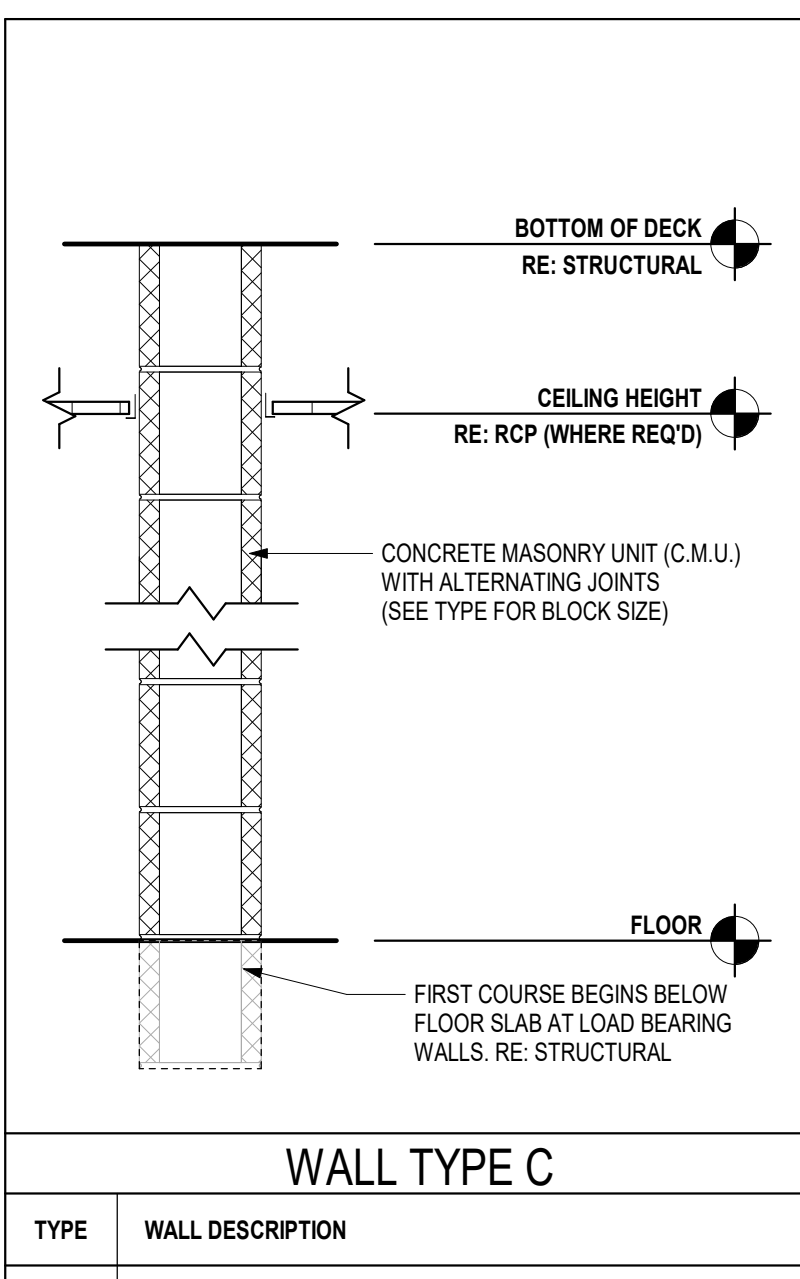 BOTTOM OF DECK
RE: STRUCTURAL
CEILING HEIGHT
RE: RCP (WHERE REQ'D)
CONCRETE MASONRY UNIT (C.M.U.)
WITH ALTERNATING JOINTS
(SEE TYPE FOR BLOCK SIZE)
FLOOR
FIRST COURSE BEGINS BELOW
FLOOR SLAB AT LOAD BEARING
WALLS. RE: STRUCTURAL
WALL TYPE C
TYPE WALL DESCRIPTION